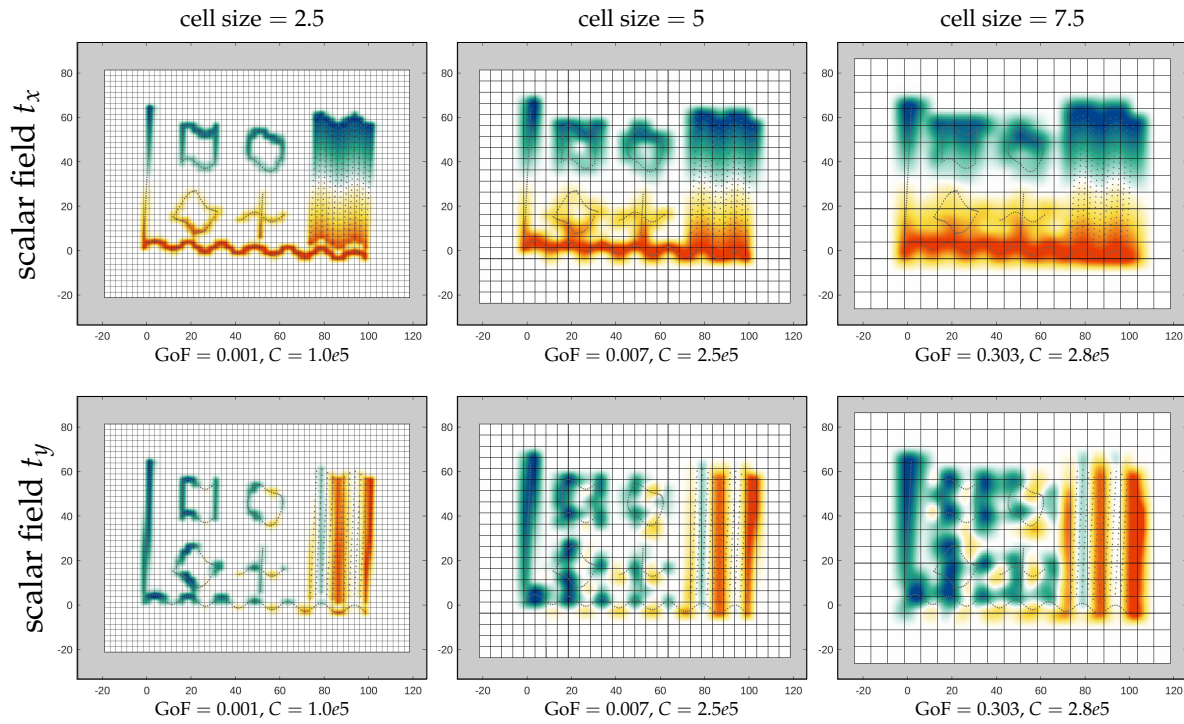 cell size = 2.5
cell size = 5
cell size = 7.5
scalar field t_x
80
60
40
20
0
-20
-20 0 20 40 60 80 100 120
GoF = 0.001, C = 1.0e5
80
60
40
20
0
-20
-20 0 20 40 60 80 100 120
GoF = 0.007, C = 2.5e5
80
60
40
20
0
-20
-20 0 20 40 60 80 100 120
GoF = 0.303, C = 2.8e5
scalar field t_y
80
60
40
20
0
-20
-20 0 20 40 60 80 100 120
GoF = 0.001, C = 1.0e5
80
60
40
20
0
-20
-20 0 20 40 60 80 100 120
GoF = 0.007, C = 2.5e5
80
60
40
20
0
-20
-20 0 20 40 60 80 100 120
GoF = 0.303, C = 2.8e5